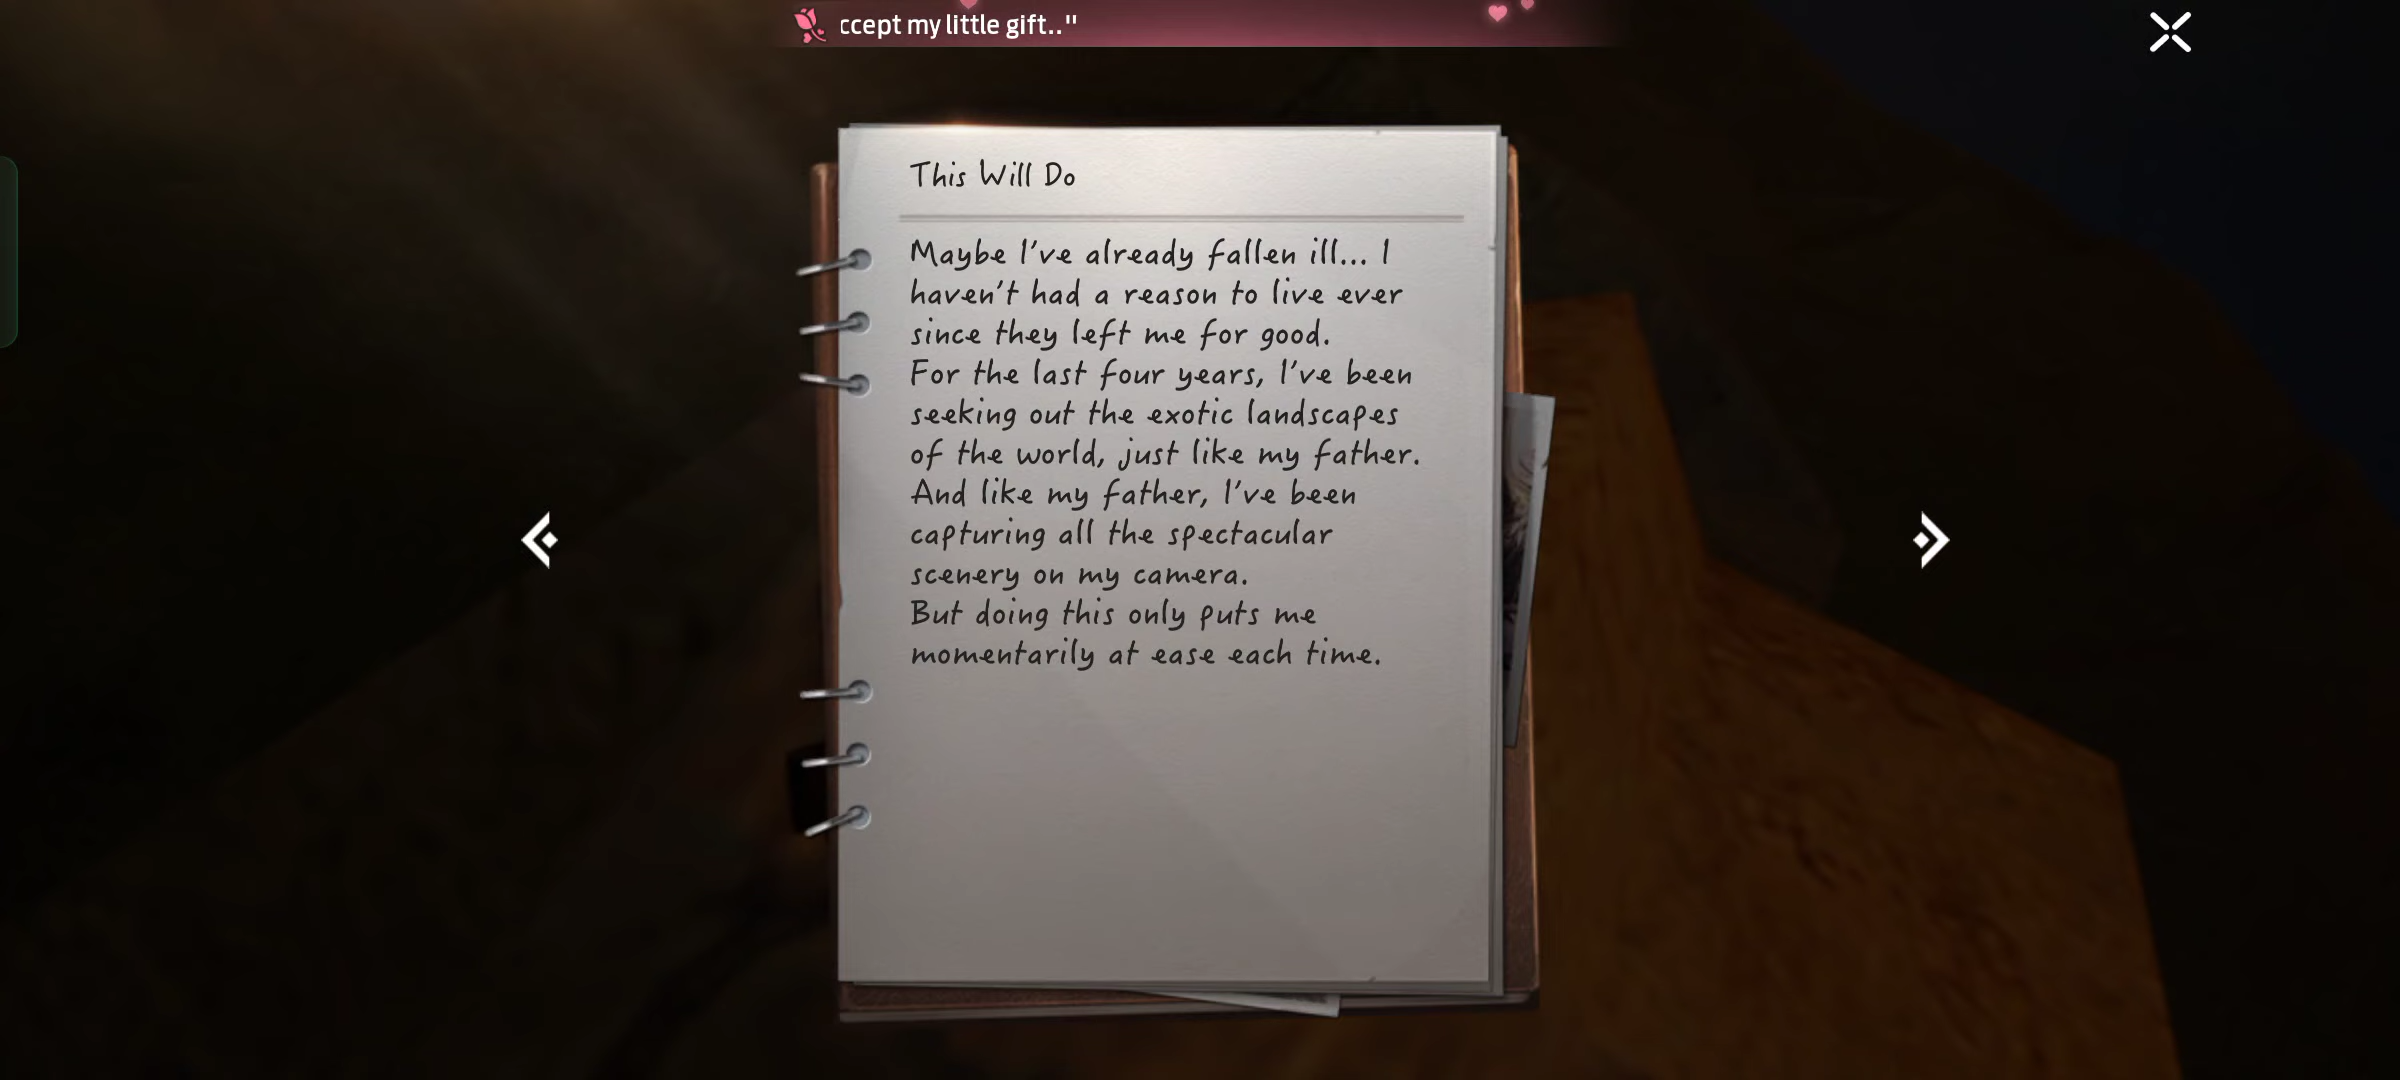 ccept my little gift.."
This Will Do
Maybe I've already fallen ill... I
haven't had a reason to live ever
since they left me for good.
For the last four years, I've been
seeking out the exotic landscapes
of the world, just like my father.
And like my father, I've been
capturing all the spectacular
scenery on my camera.
But doing this only puts me
momentarily at ease each time.